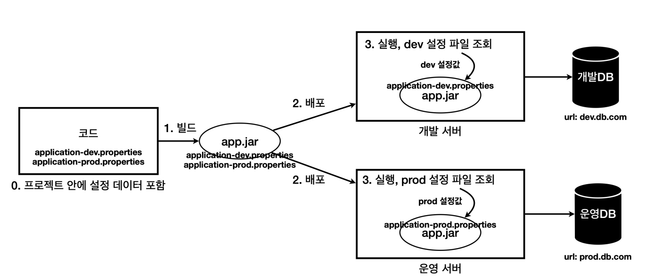 코드
application-dev.properties
application-prod.properties
0. 프로젝트 안에 설정 데이터 포함
1. 빌드
app.jar
application-dev.properties
application-prod.properties
2. 배포
3. 실행, dev 설정 파일 조회
dev 설정값
application-dev.properties
app.jar
개발 서버
개발DB
url: dev.db.com
2. 배포
3. 실행, prod 설정 파일 조회
prod 설정값
application-prod.properties
app.jar
운영 서버
운영DB
url: prod.db.com